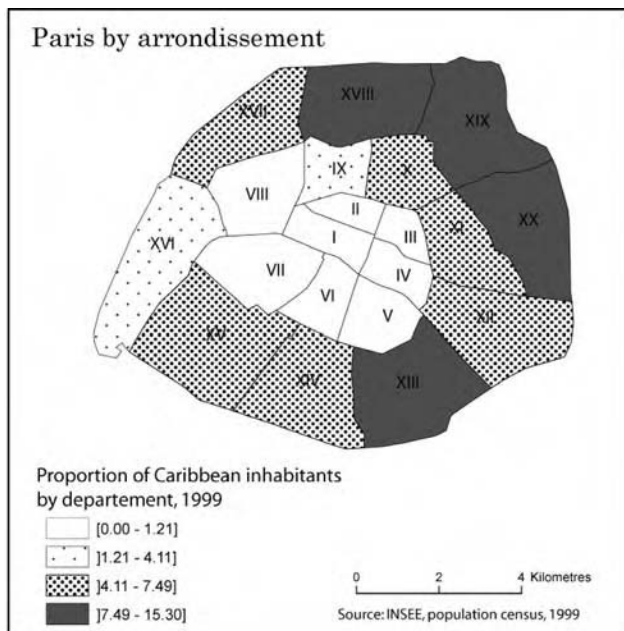 Paris by arrondissement
XVIII
XIX
XVII
IX
X
VIII
II
XX
III
XI
XVI
I
VII
IV
VI
V
XII
XV
XIV
XIII
Proportion of Caribbean inhabitants
by departement, 1999
[0.00 - 1.21]
]1.21 - 4.11]
]4.11 - 7.49]
]7.49 - 15.30]
0 2 4 Kilometres
Source: INSEE, population census, 1999